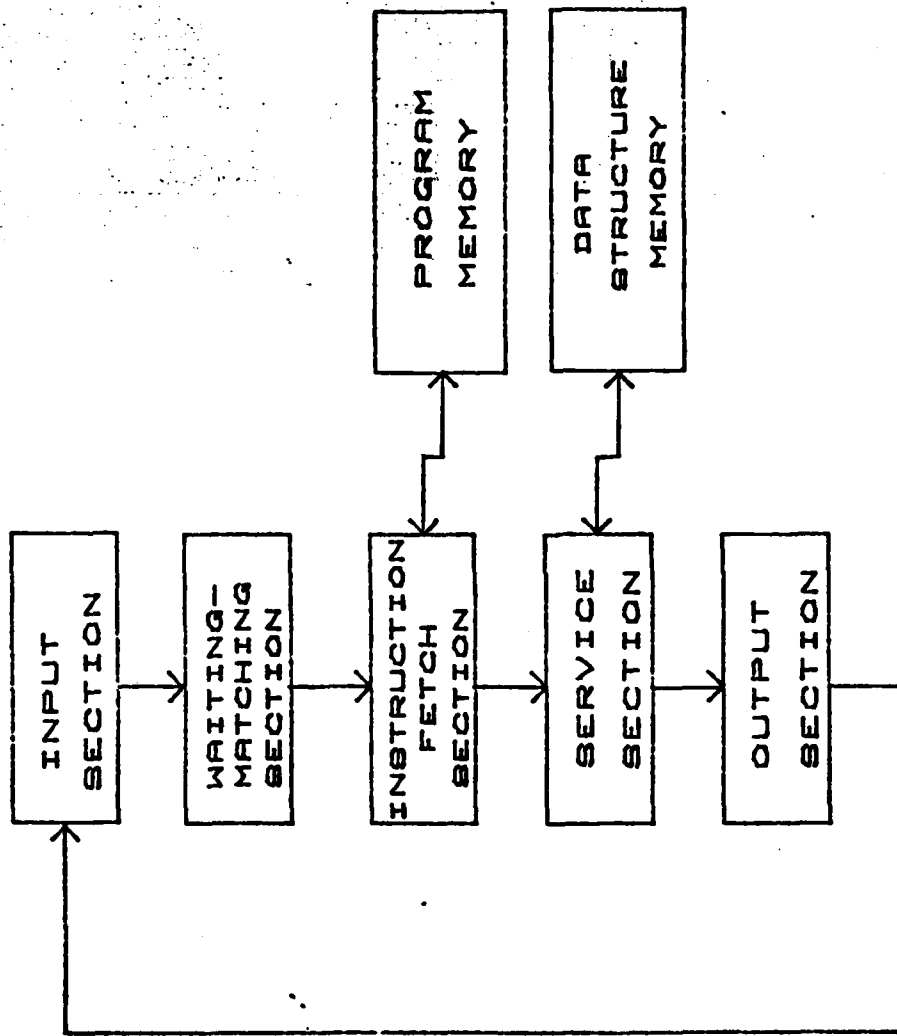 INPUT
SECTION
WAITING-
MATCHING
SECTION
INSTRUCTION
FETCH
SECTION
SERVICE
SECTION
OUTPUT
SECTION
PROGRAM
MEMORY
DATA
STRUCTURE
MEMORY